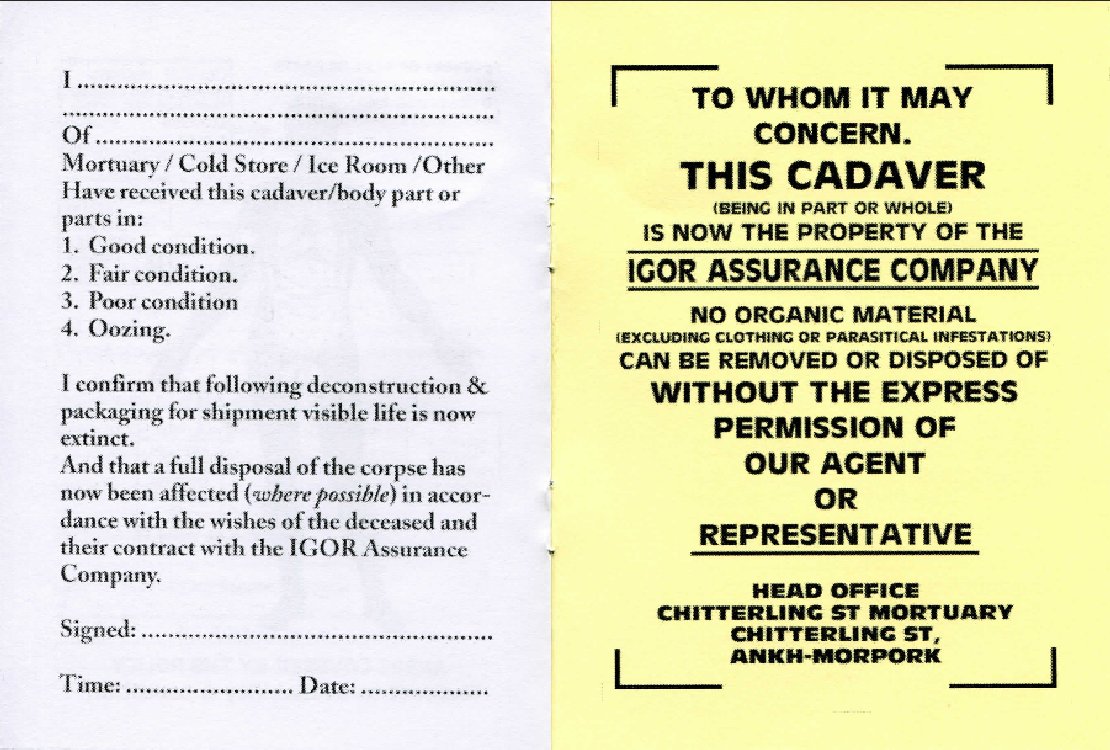 I ........................................................................
........................................................................
Of ........................................................................
Mortuary / Cold Store / Ice Room /Other
Have received this cadaver/body part or
parts in:
1. Good condition.
2. Fair condition.
3. Poor condition
4. Oozing.
I confirm that following deconstruction &
packaging for shipment visible life is now
extinct.
And that a full disposal of the corpse has
now been affected (where possible) in accor-
dance with the wishes of the deceased and
their contract with the IGOR Assurance
Company.
Signed: ............................................................
Time: ............................ Date: .....................
TO WHOM IT MAY
CONCERN.
THIS CADAVER
(BEING IN PART OR WHOLE)
IS NOW THE PROPERTY OF THE
IGOR ASSURANCE COMPANY
NO ORGANIC MATERIAL
(EXCLUDING CLOTHING OR PARASITICAL INFESTATIONS)
CAN BE REMOVED OR DISPOSED OF
WITHOUT THE EXPRESS
PERMISSION OF
OUR AGENT
OR
REPRESENTATIVE
HEAD OFFICE
CHITTERLING ST MORTUARY
CHITTERLING ST,
ANKH-MORPORK